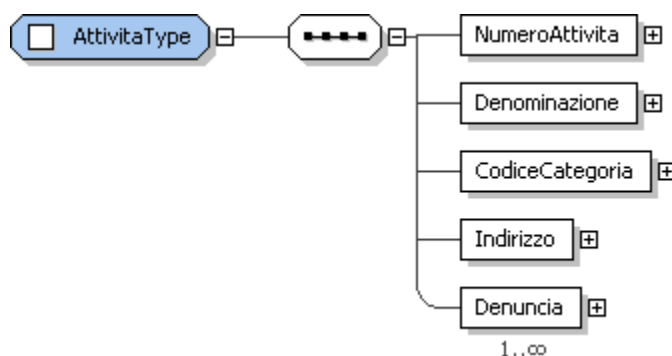 AttivitaType
NumeroAttivita
Denominazione
CodiceCategoria
Indirizzo
Denuncia
1..∞